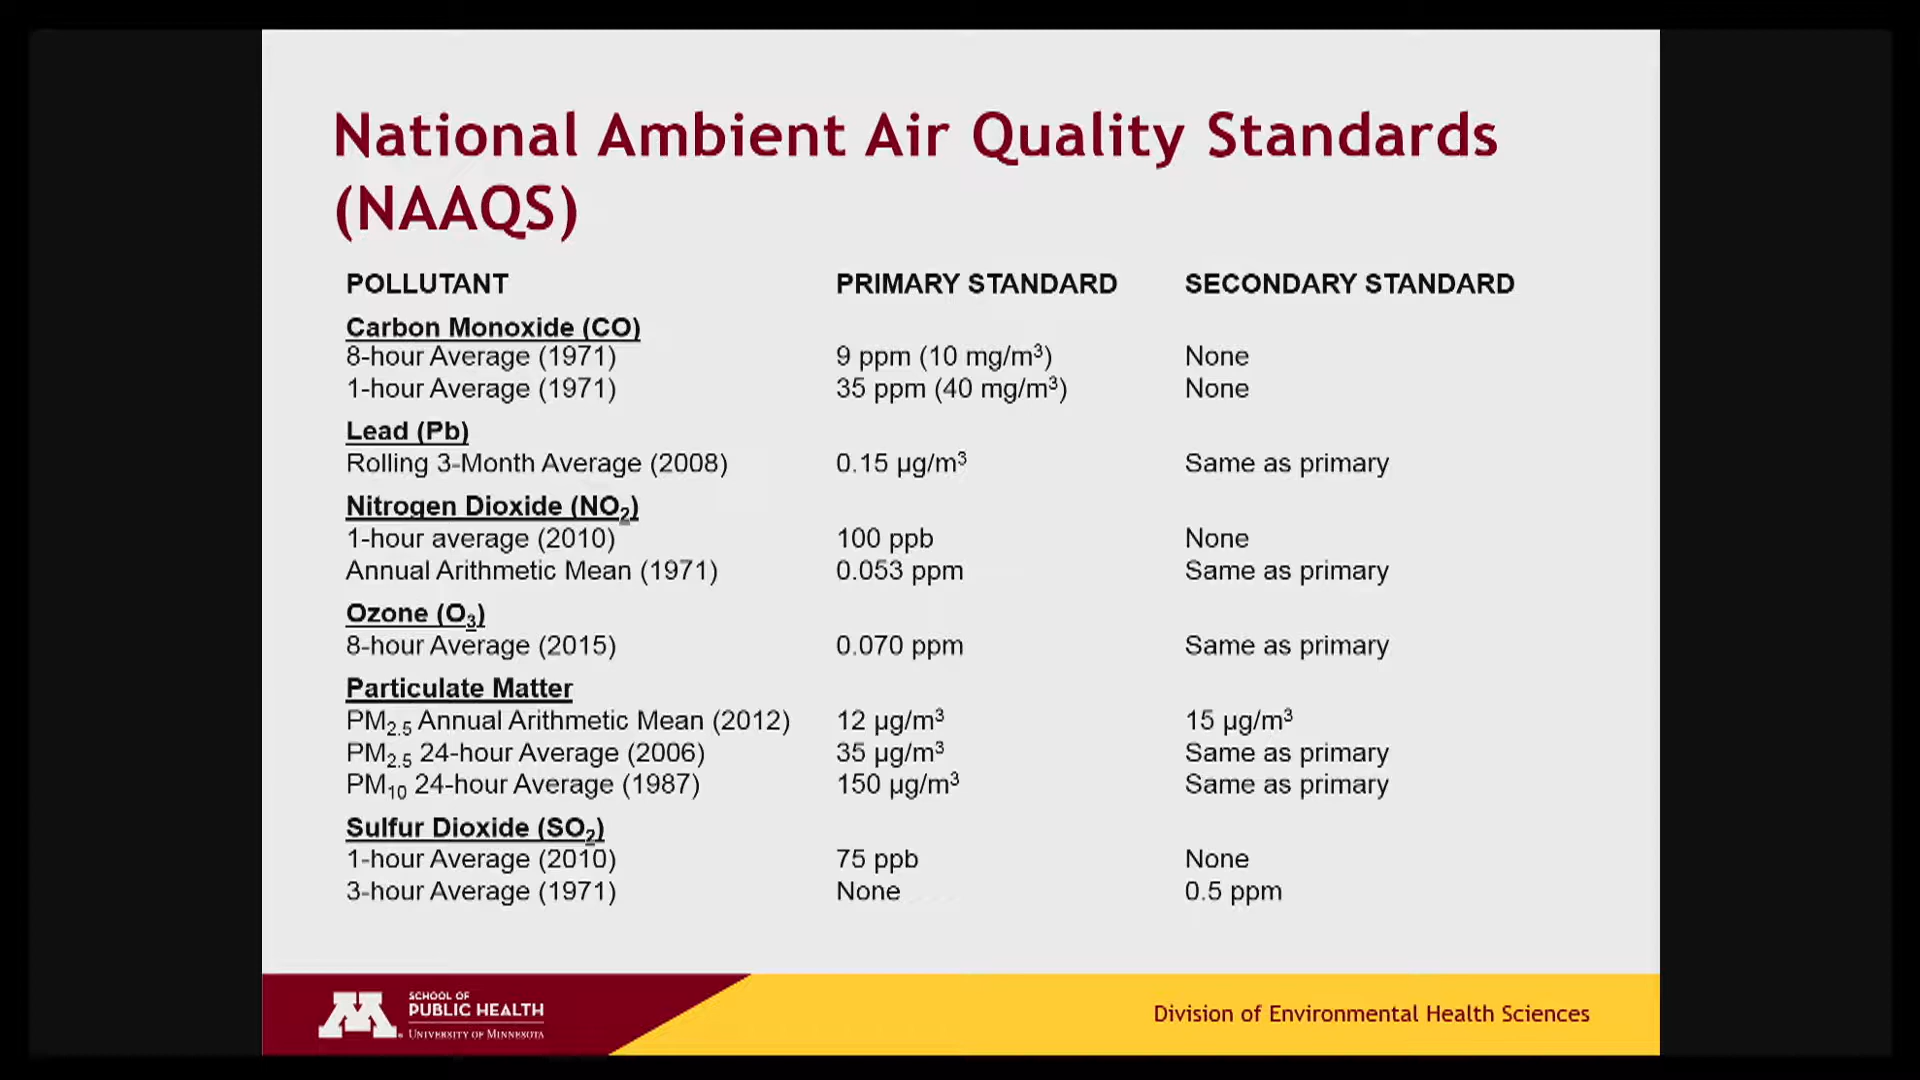 National Ambient Air Quality Standards
(NAAQS)
POLLUTANT PRIMARY STANDARD SECONDARY STANDARD
Carbon Monoxide (CO)
8-hour Average (1971) 9 ppm (10 mg/m³) None
1-hour Average (1971) 35 ppm (40 mg/m³) None
Lead (Pb)
Rolling 3-Month Average (2008) 0.15 µg/m³ Same as primary
Nitrogen Dioxide (NO₂)
1-hour average (2010) 100 ppb None
Annual Arithmetic Mean (1971) 0.053 ppm Same as primary
Ozone (O₃)
8-hour Average (2015) 0.070 ppm Same as primary
Particulate Matter
PM₂.₅ Annual Arithmetic Mean (2012) 12 µg/m³ 15 µg/m³
PM₂.₅ 24-hour Average (2006) 35 µg/m³ Same as primary
PM₁₀ 24-hour Average (1987) 150 µg/m³ Same as primary
Sulfur Dioxide (SO₂)
1-hour Average (2010) 75 ppb None
3-hour Average (1971) None 0.5 ppm
M
SCHOOL OF
PUBLIC HEALTH
UNIVERSITY OF MINNESOTA
Division of Environmental Health Sciences